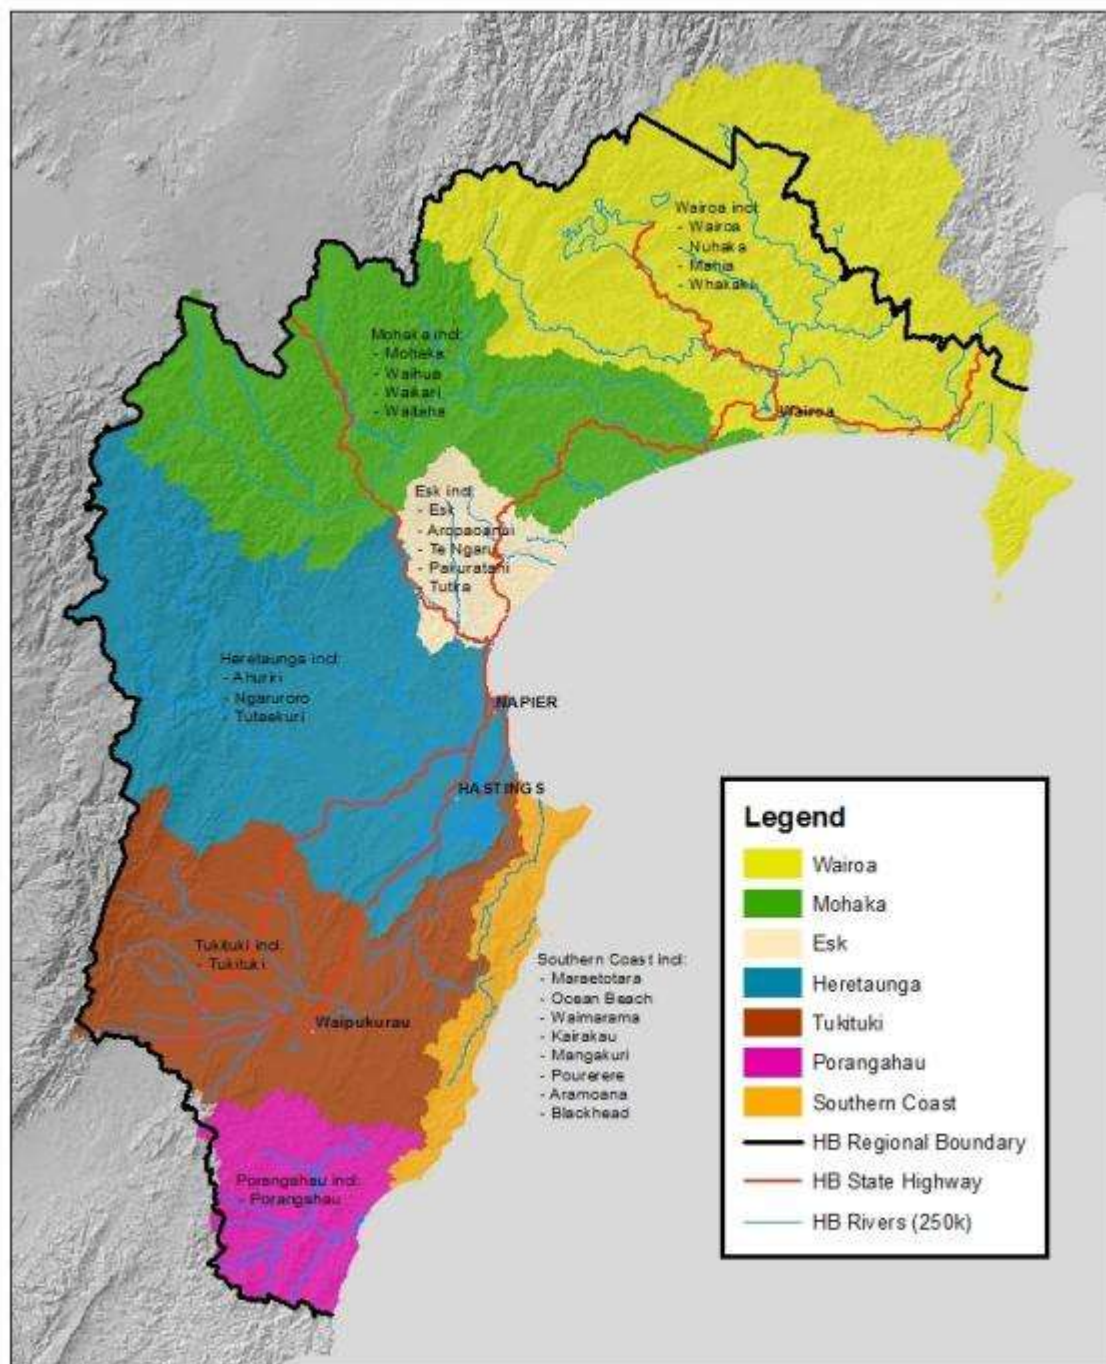 Wairoa incl:
- Wairoa
- Nuhaka
- Mahia
- Whakaki
Mohaka incl:
- Mohaka
- Waihua
- Waikari
- Waitaha
Wairoa
Esk incl:
- Esk
- Aropaoanui
- Te Ngaru
- Pakuratahi
- Tutira
Heretaunga incl:
- Ahuriri
- Ngaruroro
- Tutaekuri
NAPIER
HASTINGS
Tukituki incl:
- Tukituki
Waipukurau
Southern Coast incl:
- Maraetotara
- Ocean Beach
- Waimarama
- Kairakau
- Mangakuri
- Pourerere
- Aramoana
- Blackhead
Porangahau incl:
- Porangahau
Legend
Wairoa
Mohaka
Esk
Heretaunga
Tukituki
Porangahau
Southern Coast
HB Regional Boundary
HB State Highway
HB Rivers (250k)